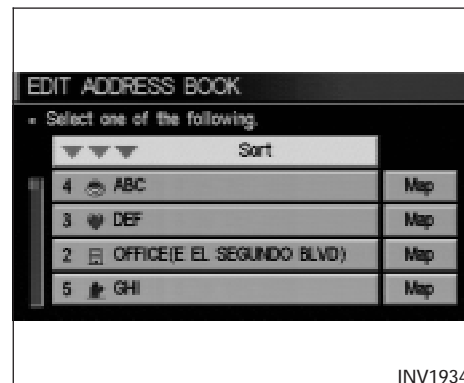 EDIT ADDRESS BOOK
Select one of the following.
Sort
4 ABC Map
3 DEF Map
2 OFFICE(E EL SEGUNDO BLVD) Map
5 GHI Map
INV1934